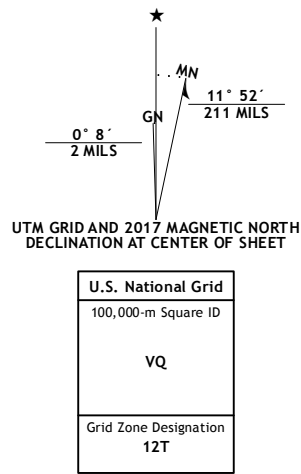 ★
MN
GN
11° 52´
211 MILS
0° 8´
2 MILS
UTM GRID AND 2017 MAGNETIC NORTH
DECLINATION AT CENTER OF SHEET
U.S. National Grid
100,000-m Square ID
VQ
Grid Zone Designation
12T